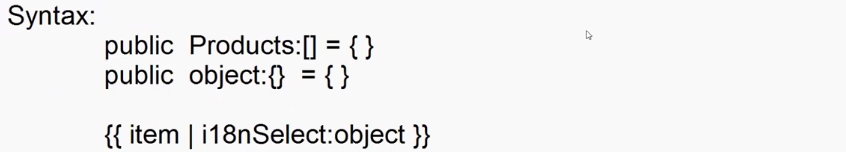 Syntax:
public Products:[] = { }
public object:{} = { }
{{ item | i18nSelect:object }}